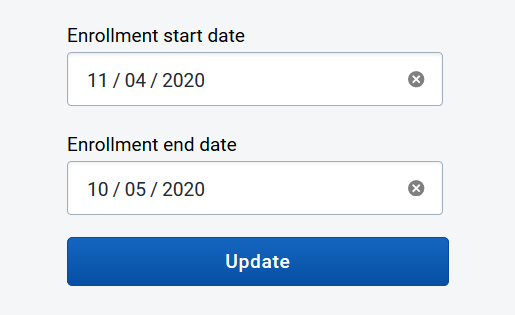 Enrollment start date
11 / 04 / 2020
Enrollment end date
10 / 05 / 2020
Update